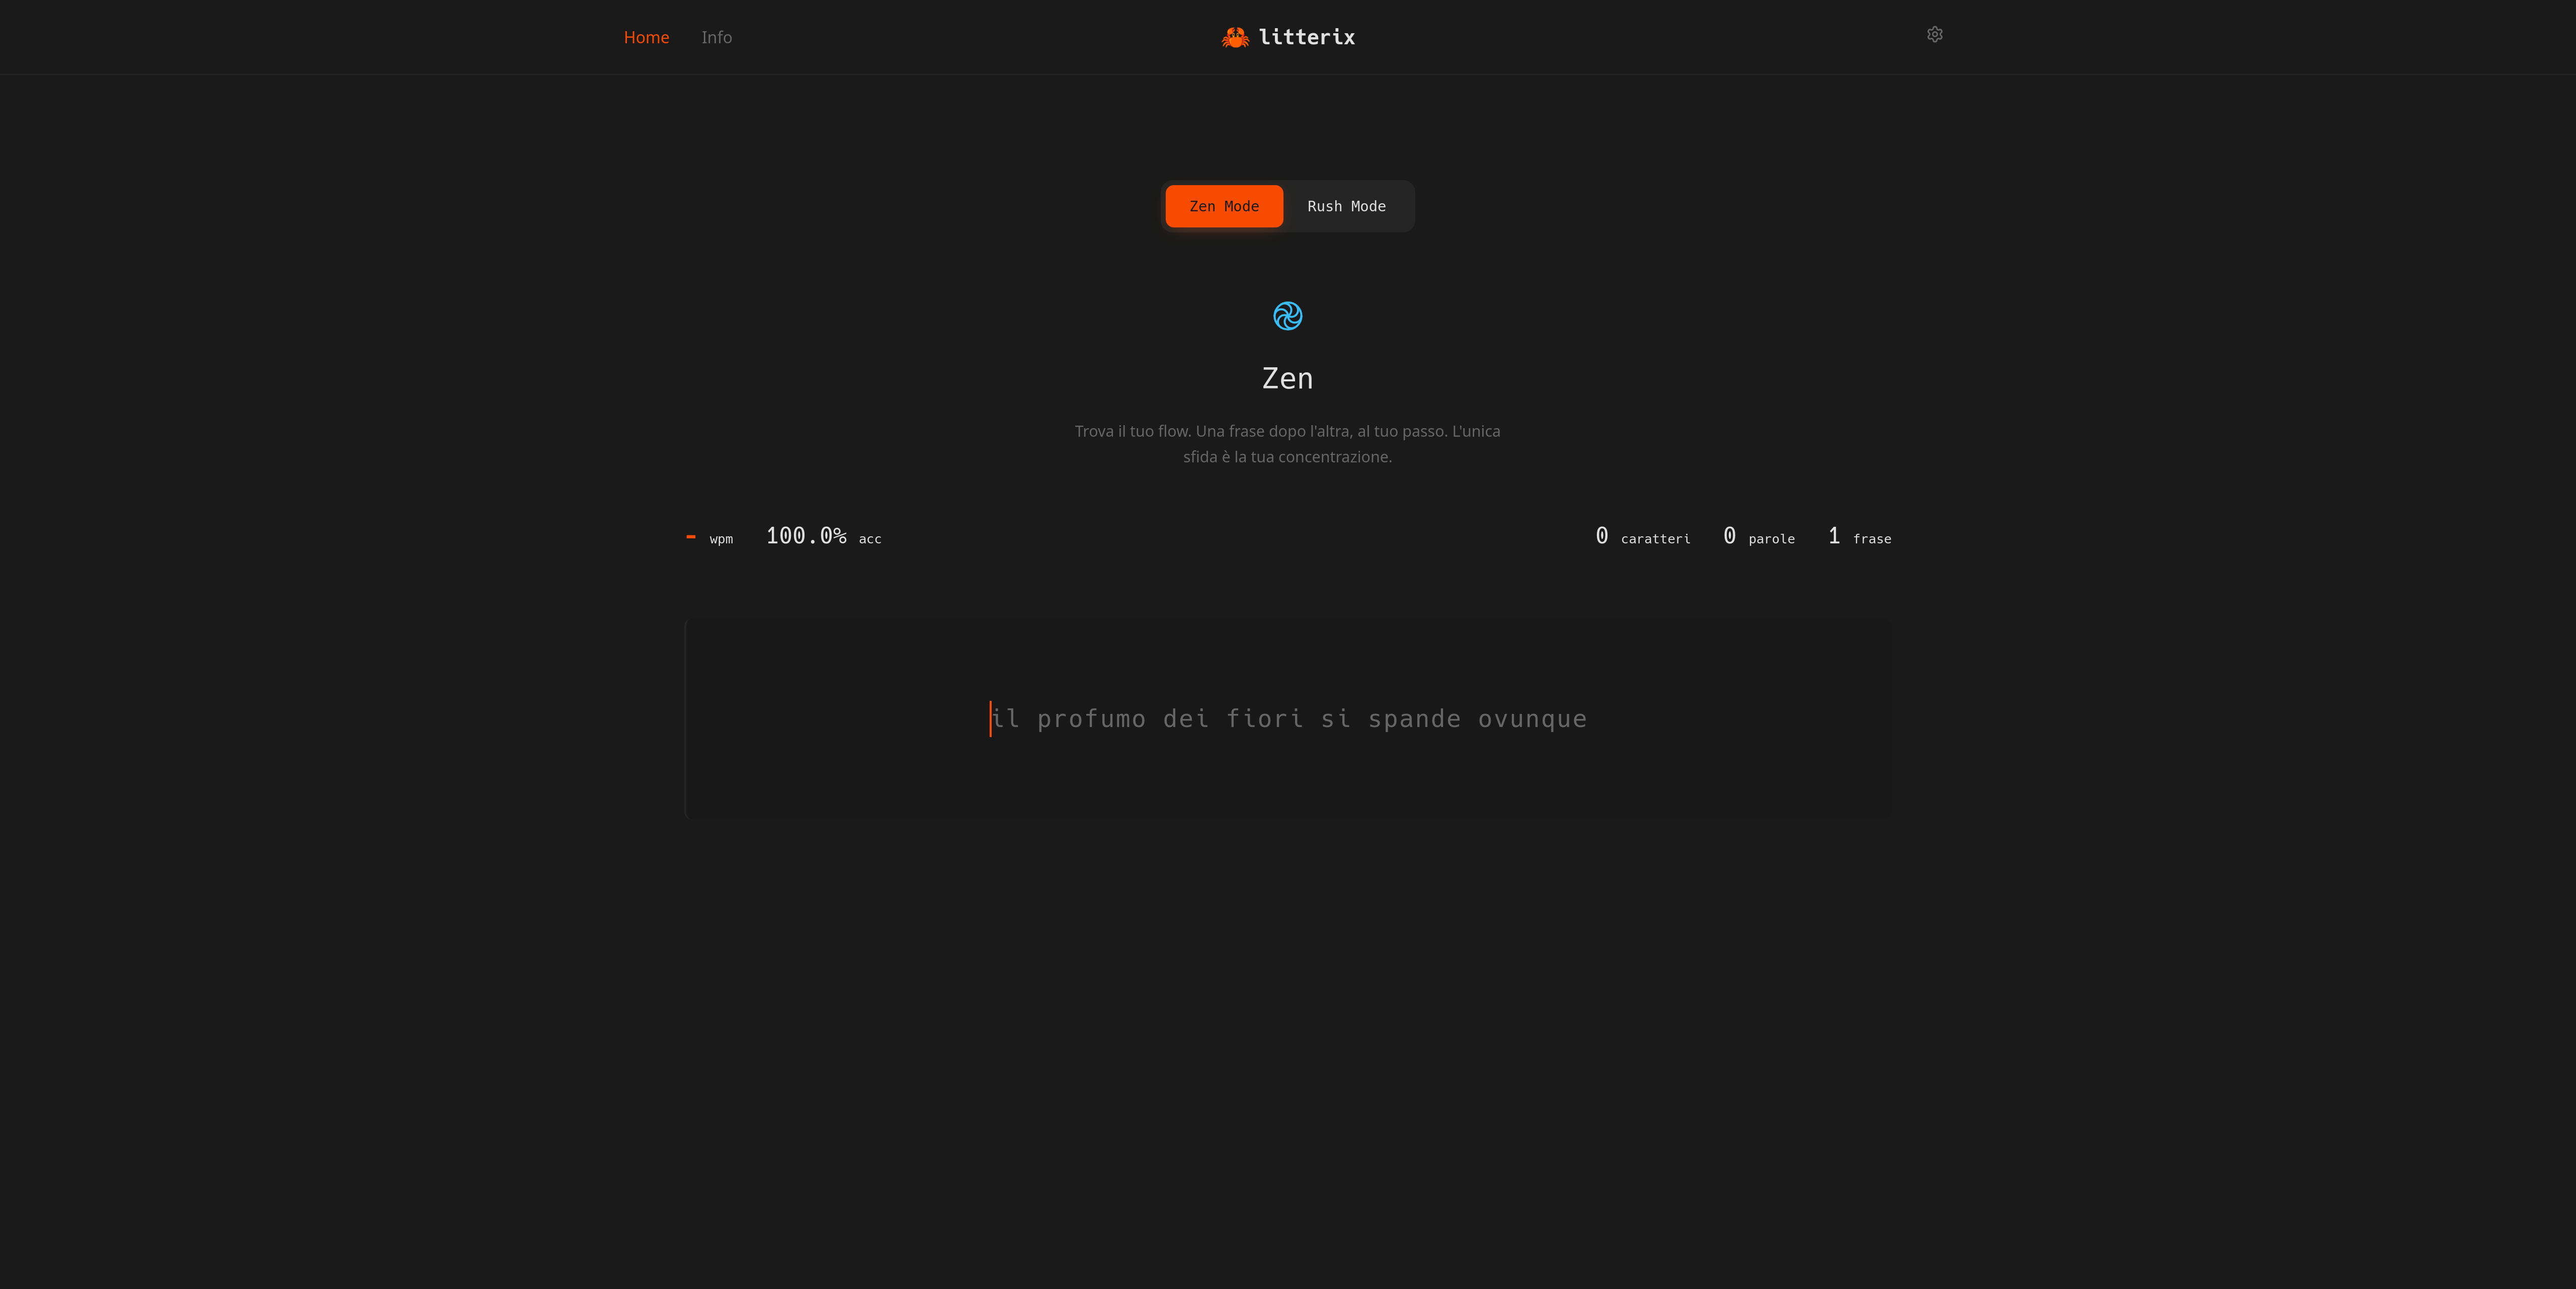 Home Info litterix
Zen Mode Rush Mode
Zen
Trova il tuo flow. Una frase dopo l'altra, al tuo passo. L'unica
sfida è la tua concentrazione.
- wpm 100.0% acc 0 caratteri 0 parole 1 frase
il profumo dei fiori si spande ovunque